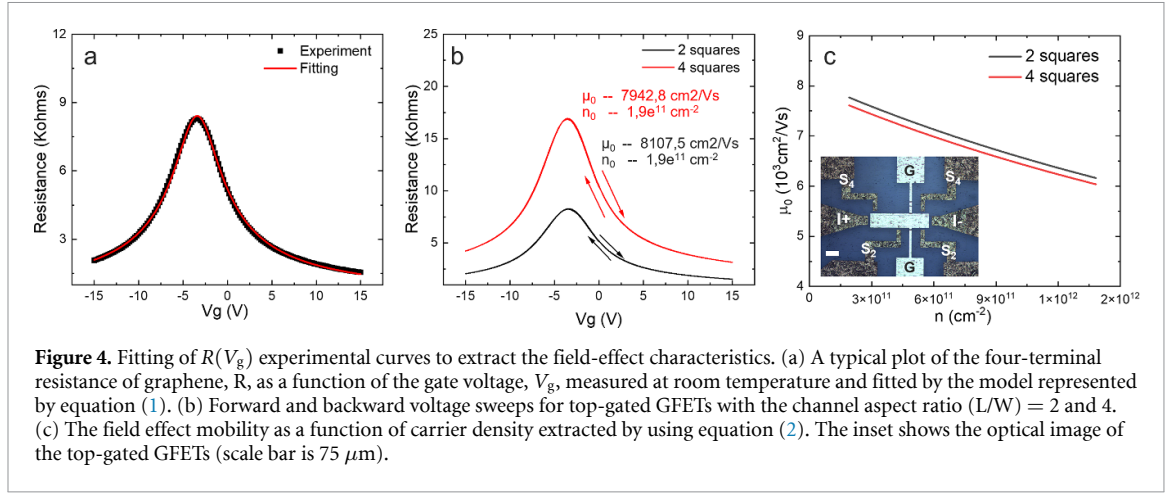 a
Experiment
Fitting
Resistance (Kohms)
12
9
6
3
-15 -10 -5 0 5 10 15
Vg (V)
b
2 squares
4 squares
μ₀ -- 7942,8 cm2/Vs
n₀ -- 1,9e¹¹ cm⁻²
μ₀ -- 8107,5 cm2/Vs
n₀ -- 1,9e¹¹ cm⁻²
Resistance (Kohms)
25
20
15
10
5
-15 -10 -5 0 5 10 15
Vg (V)
c
2 squares
4 squares
μ₀ (10³cm²/Vs)
9
8
7
6
5
4
S₄ G S₄
I+ I-
S₂ G S₂
0 3×10¹¹ 6×10¹¹ 9×10¹¹ 1×10¹² 2×10¹²
n (cm⁻²)
Figure 4. Fitting of R(Vg) experimental curves to extract the field-effect characteristics. (a) A typical plot of the four-terminal
resistance of graphene, R, as a function of the gate voltage, Vg, measured at room temperature and fitted by the model represented
by equation (1). (b) Forward and backward voltage sweeps for top-gated GFETs with the channel aspect ratio (L/W) = 2 and 4.
(c) The field effect mobility as a function of carrier density extracted by using equation (2). The inset shows the optical image of
the top-gated GFETs (scale bar is 75 μm).